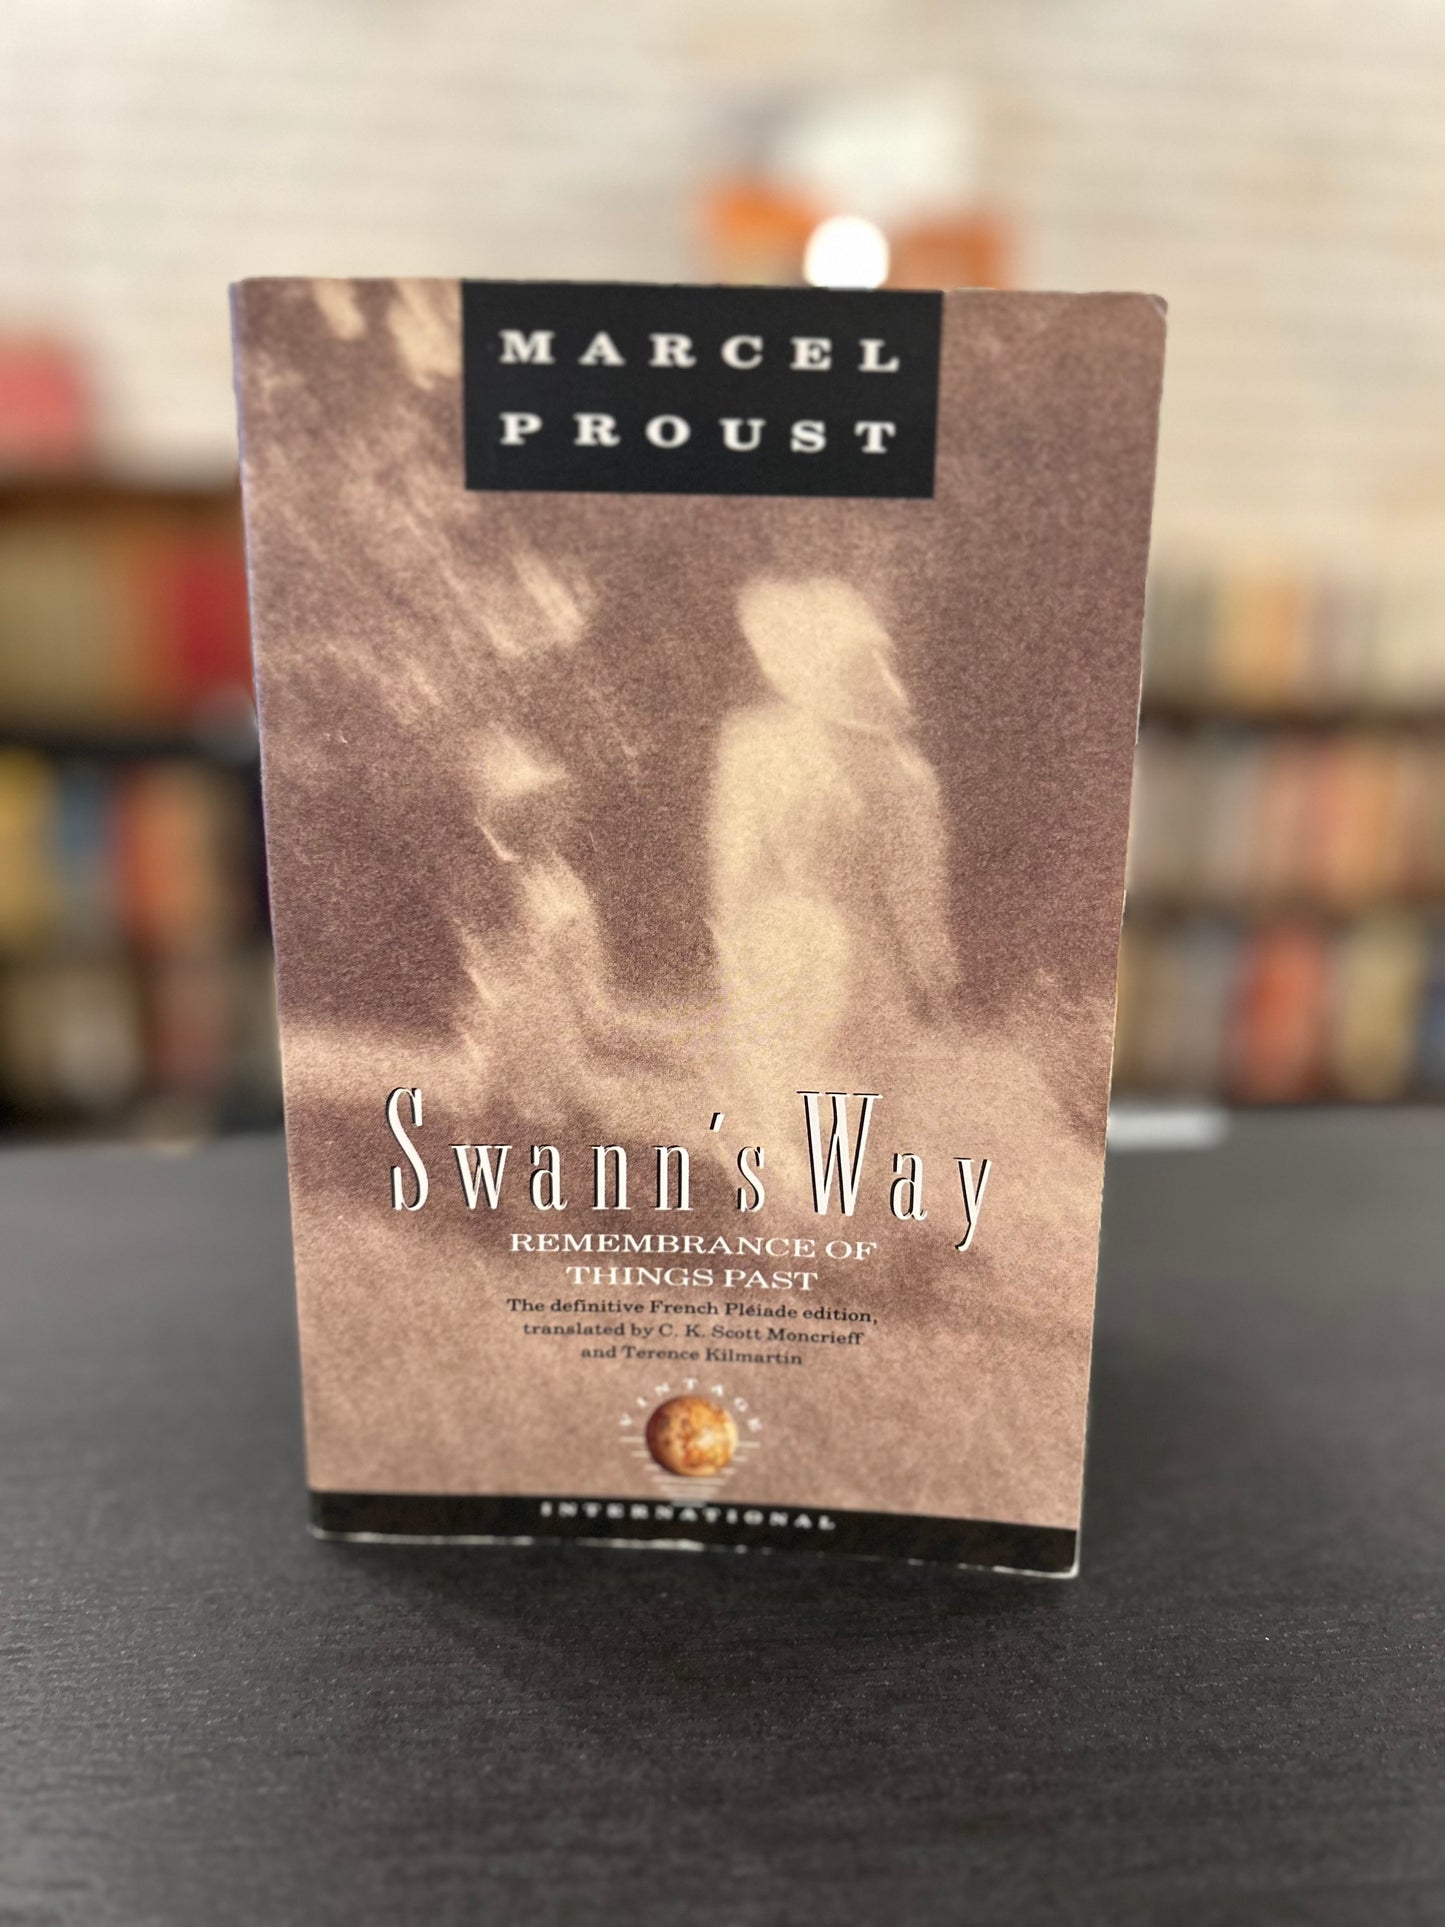 MARCEL
PROUST
Swann's Way
REMEMBRANCE OF
THINGS PAST
The definitive French Pléiade edition,
translated by C. K. Scott Moncrieff
and Terence Kilmartin
VINTAGE
INTERNATIONAL